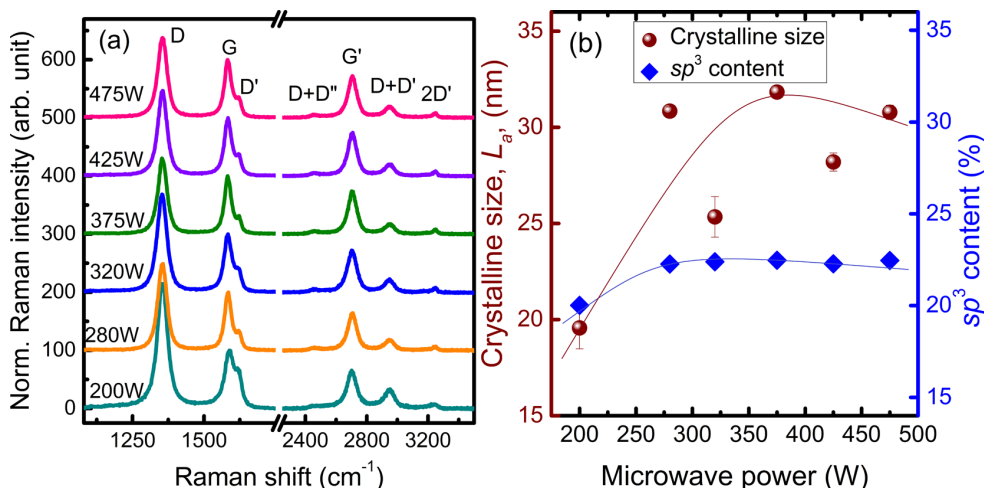 (a)
D
G
D'
D+D"
G'
D+D'
2D'
475W
425W
375W
320W
280W
200W
600
500
400
300
200
100
0
Norm. Raman intensity (arb. unit)
1250
1500
2400
2800
3200
Raman shift (cm⁻¹)
(b)
Crystalline size
sp³ content
35
30
25
20
15
Crystalline size, Lₐ, (nm)
35
30
25
20
15
sp³ content (%)
200
250
300
350
400
450
500
Microwave power (W)